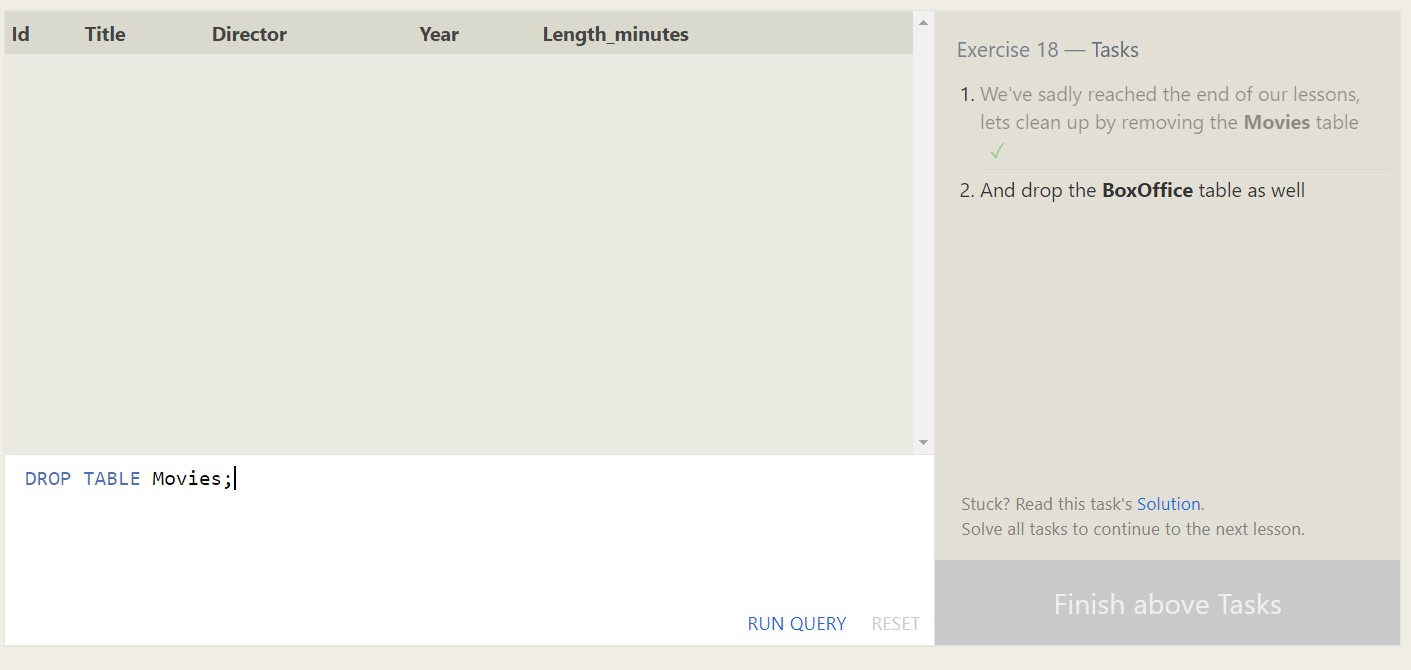 Id Title Director Year Length_minutes
DROP TABLE Movies;
RUN QUERY RESET
Exercise 18 — Tasks
1. We've sadly reached the end of our lessons,
lets clean up by removing the Movies table
✓
2. And drop the BoxOffice table as well
Stuck? Read this task's Solution.
Solve all tasks to continue to the next lesson.
Finish above Tasks